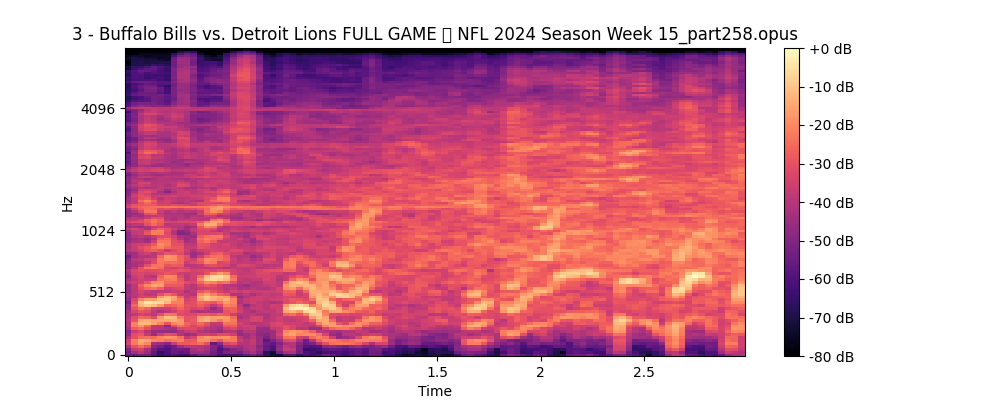 3 - Buffalo Bills vs. Detroit Lions FULL GAME ▯ NFL 2024 Season Week 15_part258.opus
+0 dB
4096
-10 dB
-20 dB
2048
-30 dB
Hz
-40 dB
1024
-50 dB
512
-60 dB
-70 dB
0
-80 dB
0
0.5
1
1.5
2
2.5
Time